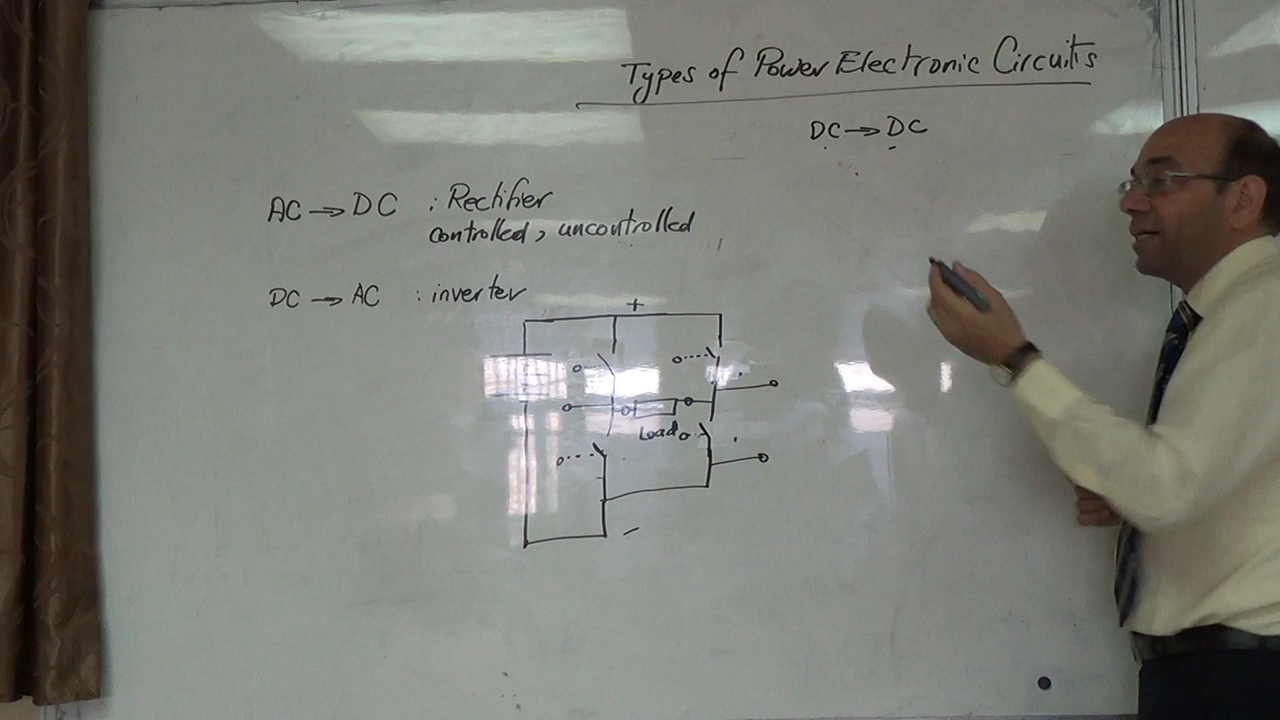 Types of Power Electronic Circuits
DC → DC
AC → DC : Rectifier
controlled, uncontrolled
DC → AC : inverter
+
Load
−